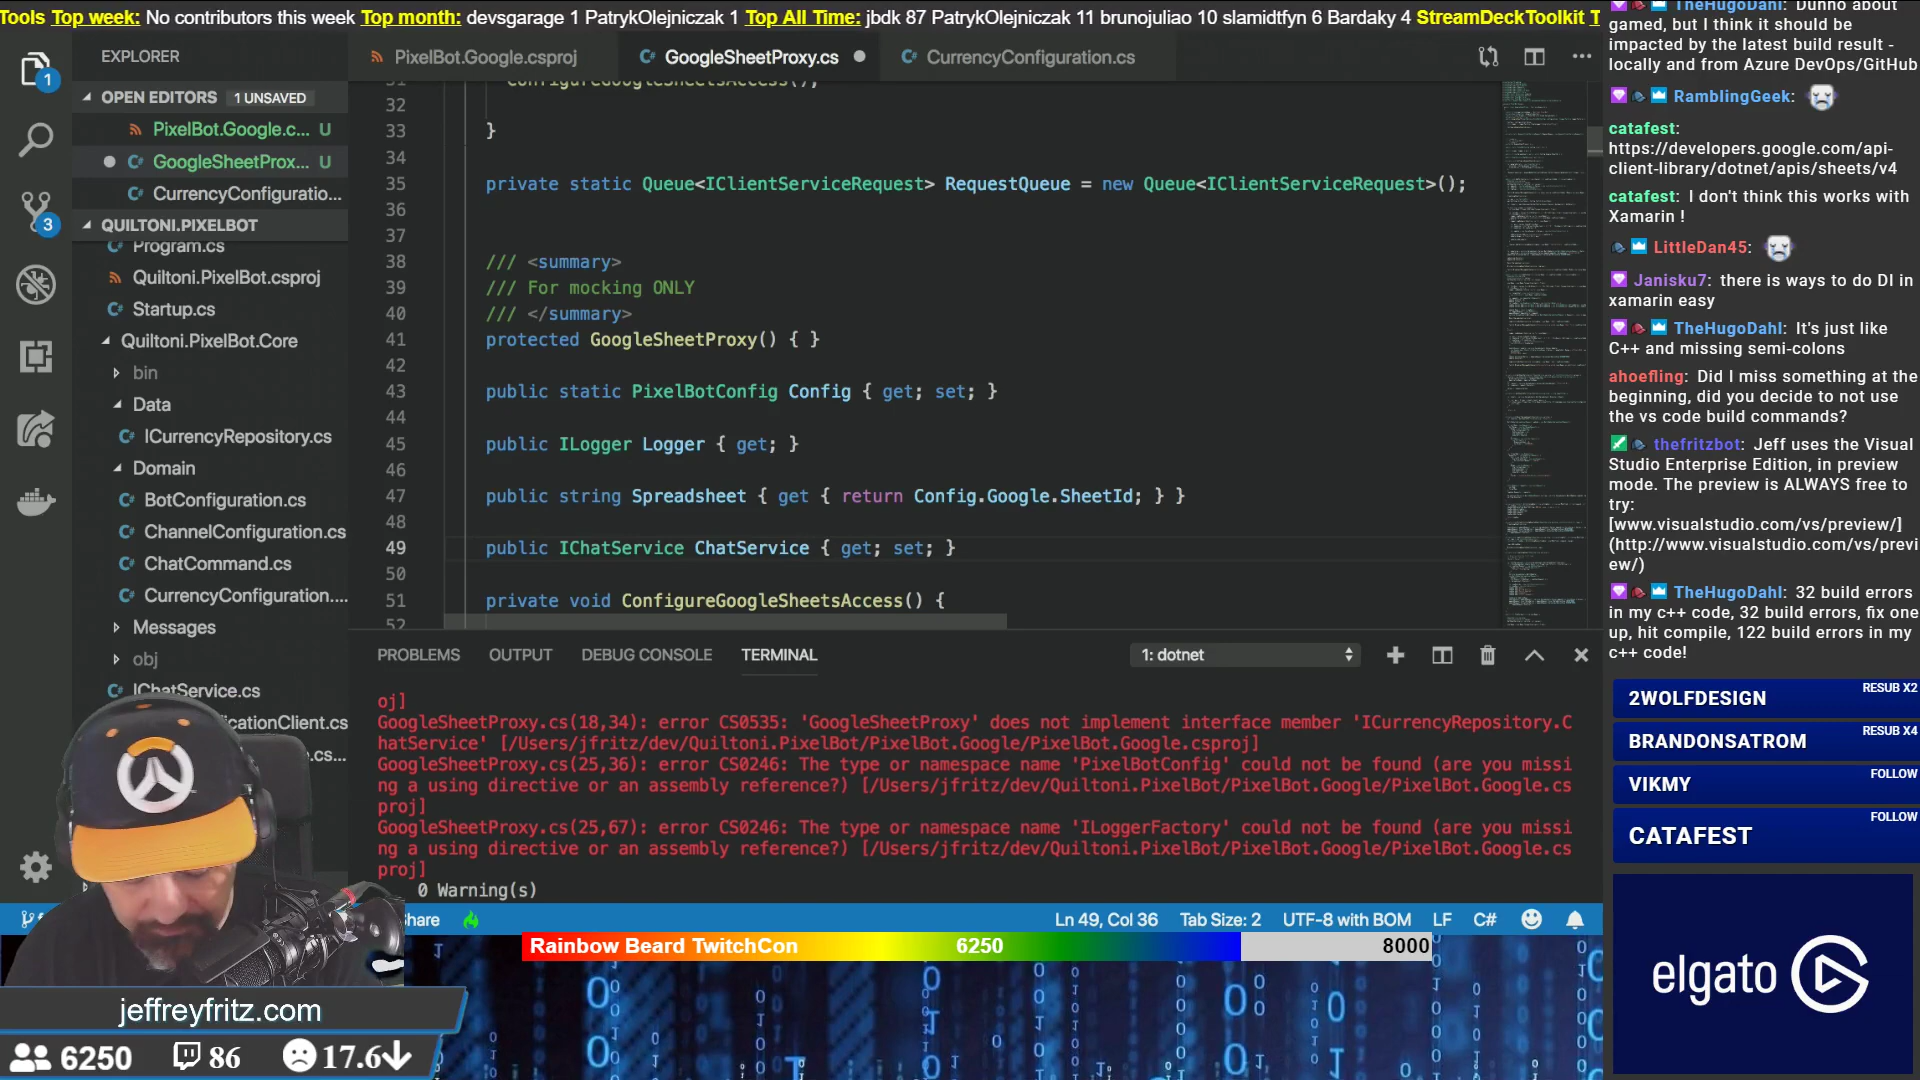 Tools Top week: No contributors this week Top month: devsgarage 1 PatrykOlejniczak 1 Top All Time: jbdk 87 PatrykOlejniczak 11 brunojuliao 10 slamidtfyn 6 Bardaky 4 StreamDeckToolkit T
EXPLORER
1
OPEN EDITORS 1 UNSAVED
PixelBot.Google.c... U
GoogleSheetProx... U
CurrencyConfiguratio...
3
QUILTONI.PIXELBOT
Program.cs
Quiltoni.PixelBot.csproj
Startup.cs
Quiltoni.PixelBot.Core
bin
Data
ICurrencyRepository.cs
Domain
BotConfiguration.cs
ChannelConfiguration.cs
ChatCommand.cs
CurrencyConfiguration....
Messages
obj
IChatService.cs
icationClient.cs
.cs...
PixelBot.Google.csproj
GoogleSheetProxy.cs
CurrencyConfiguration.cs
31 ConfigureGoogleSheetsAccess();
32
33 }
34
35 private static Queue<IClientServiceRequest> RequestQueue = new Queue<IClientServiceRequest>();
36
37
38 /// <summary>
39 /// For mocking ONLY
40 /// </summary>
41 protected GoogleSheetProxy() { }
42
43 public static PixelBotConfig Config { get; set; }
44
45 public ILogger Logger { get; }
46
47 public string Spreadsheet { get { return Config.Google.SheetId; } }
48
49 public IChatService ChatService { get; set; }
50
51 private void ConfigureGoogleSheetsAccess() {
52
PROBLEMS OUTPUT DEBUG CONSOLE TERMINAL 1: dotnet
oj]
GoogleSheetProxy.cs(18,34): error CS0535: 'GoogleSheetProxy' does not implement interface member 'ICurrencyRepository.C
hatService' [/Users/jfritz/dev/Quiltoni.PixelBot/PixelBot.Google/PixelBot.Google.csproj]
GoogleSheetProxy.cs(25,36): error CS0246: The type or namespace name 'PixelBotConfig' could not be found (are you missi
ng a using directive or an assembly reference?) [/Users/jfritz/dev/Quiltoni.PixelBot/PixelBot.Google/PixelBot.Google.cs
proj]
GoogleSheetProxy.cs(25,67): error CS0246: The type or namespace name 'ILoggerFactory' could not be found (are you missi
ng a using directive or an assembly reference?) [/Users/jfritz/dev/Quiltoni.PixelBot/PixelBot.Google/PixelBot.Google.cs
proj]
0 Warning(s)
hare Ln 49, Col 36 Tab Size: 2 UTF-8 with BOM LF C#
Rainbow Beard TwitchCon 6250 8000
jeffreyfritz.com
6250 86 17.6
TheHugoDahl: Dunno about
gamed, but I think it should be
impacted by the latest build result -
locally and from Azure DevOps/GitHub
RamblingGeek:
catafest:
https://developers.google.com/api-
client-library/dotnet/apis/sheets/v4
catafest: I don't think this works with
Xamarin !
LittleDan45:
Janisku7: there is ways to do DI in
xamarin easy
TheHugoDahl: It's just like
C++ and missing semi-colons
ahoefling: Did I miss something at the
beginning, did you decide to not use
the vs code build commands?
thefritzbot: Jeff uses the Visual
Studio Enterprise Edition, in preview
mode. The preview is ALWAYS free to
try:
[www.visualstudio.com/vs/preview/]
(http://www.visualstudio.com/vs/previ
ew/)
TheHugoDahl: 32 build errors
in my c++ code, 32 build errors, fix one
up, hit compile, 122 build errors in my
c++ code!
2WOLFDESIGN RESUB X2
BRANDONSATROM RESUB X4
VIKMY FOLLOW
CATAFEST FOLLOW
elgato